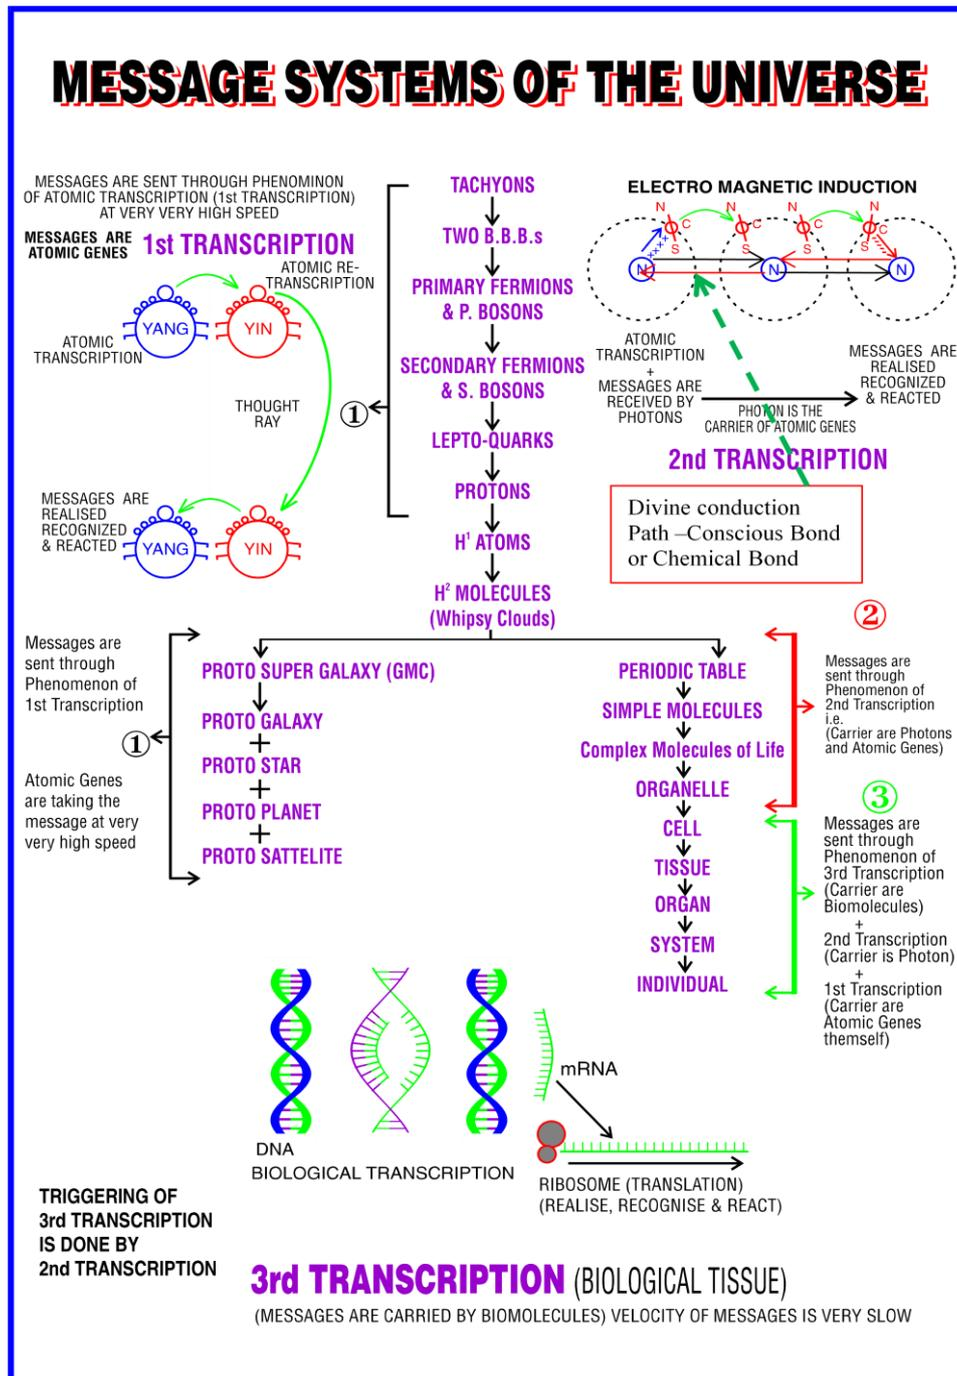 MESSAGE SYSTEMS OF THE UNIVERSE
MESSAGES ARE SENT THROUGH PHENOMINON
OF ATOMIC TRANSCRIPTION (1st TRANSCRIPTION)
AT VERY VERY HIGH SPEED
MESSAGES ARE
ATOMIC GENES
1st TRANSCRIPTION
ATOMIC RE-
TRANSCRIPTION
YANG
YIN
ATOMIC
TRANSCRIPTION
THOUGHT
RAY
MESSAGES ARE
REALISED
RECOGNIZED
& REACTED
YANG
YIN
TACHYONS
TWO B.B.B.s
PRIMARY FERMIONS
& P. BOSONS
SECONDARY FERMIONS
& S. BOSONS
1
LEPTO-QUARKS
PROTONS
H¹ ATOMS
H² MOLECULES
(Whipsy Clouds)
ELECTRO MAGNETIC INDUCTION
N N N N
C C C C
S S S S
N N N
ATOMIC
TRANSCRIPTION
+
MESSAGES ARE
RECEIVED BY
PHOTONS
MESSAGES ARE
REALISED
RECOGNIZED
& REACTED
PHOTON IS THE
CARRIER OF ATOMIC GENES
2nd TRANSCRIPTION
Divine conduction
Path –Conscious Bond
or Chemical Bond
Messages are
sent through
Phenomenon of
1st Transcription
1
Atomic Genes
are taking the
message at very
very high speed
PROTO SUPER GALAXY (GMC)
PROTO GALAXY
+
PROTO STAR
+
PROTO PLANET
+
PROTO SATTELITE
PERIODIC TABLE
SIMPLE MOLECULES
Complex Molecules of Life
ORGANELLE
CELL
TISSUE
ORGAN
SYSTEM
INDIVIDUAL
2
Messages are
sent through
Phenomenon of
2nd Transcription
i.e.
(Carrier are Photons
and Atomic Genes)
3
Messages are
sent through
Phenomenon of
3rd Transcription
(Carrier are
Biomolecules)
+
2nd Transcription
(Carrier is Photon)
+
1st Transcription
(Carrier are
Atomic Genes
themself)
mRNA
DNA
BIOLOGICAL TRANSCRIPTION
RIBOSOME (TRANSLATION)
(REALISE, RECOGNISE & REACT)
TRIGGERING OF
3rd TRANSCRIPTION
IS DONE BY
2nd TRANSCRIPTION
3rd TRANSCRIPTION (BIOLOGICAL TISSUE)
(MESSAGES ARE CARRIED BY BIOMOLECULES) VELOCITY OF MESSAGES IS VERY SLOW